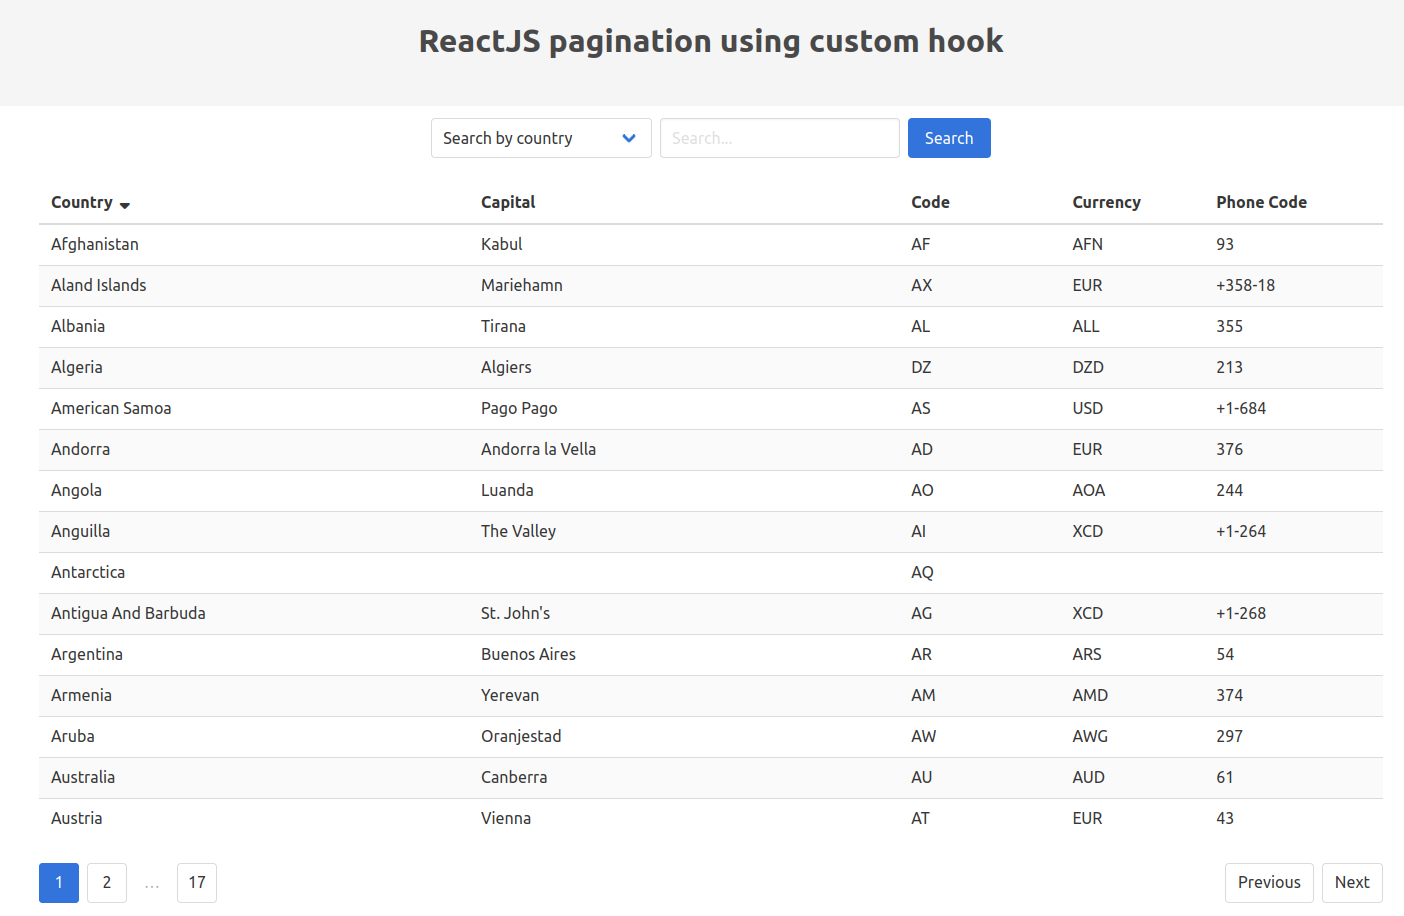 ReactJS pagination using custom hook
Search by country Search... Search
Country Capital Code Currency Phone Code
Afghanistan Kabul AF AFN 93
Aland Islands Mariehamn AX EUR +358-18
Albania Tirana AL ALL 355
Algeria Algiers DZ DZD 213
American Samoa Pago Pago AS USD +1-684
Andorra Andorra la Vella AD EUR 376
Angola Luanda AO AOA 244
Anguilla The Valley AI XCD +1-264
Antarctica AQ
Antigua And Barbuda St. John's AG XCD +1-268
Argentina Buenos Aires AR ARS 54
Armenia Yerevan AM AMD 374
Aruba Oranjestad AW AWG 297
Australia Canberra AU AUD 61
Austria Vienna AT EUR 43
1 2 … 17 Previous Next